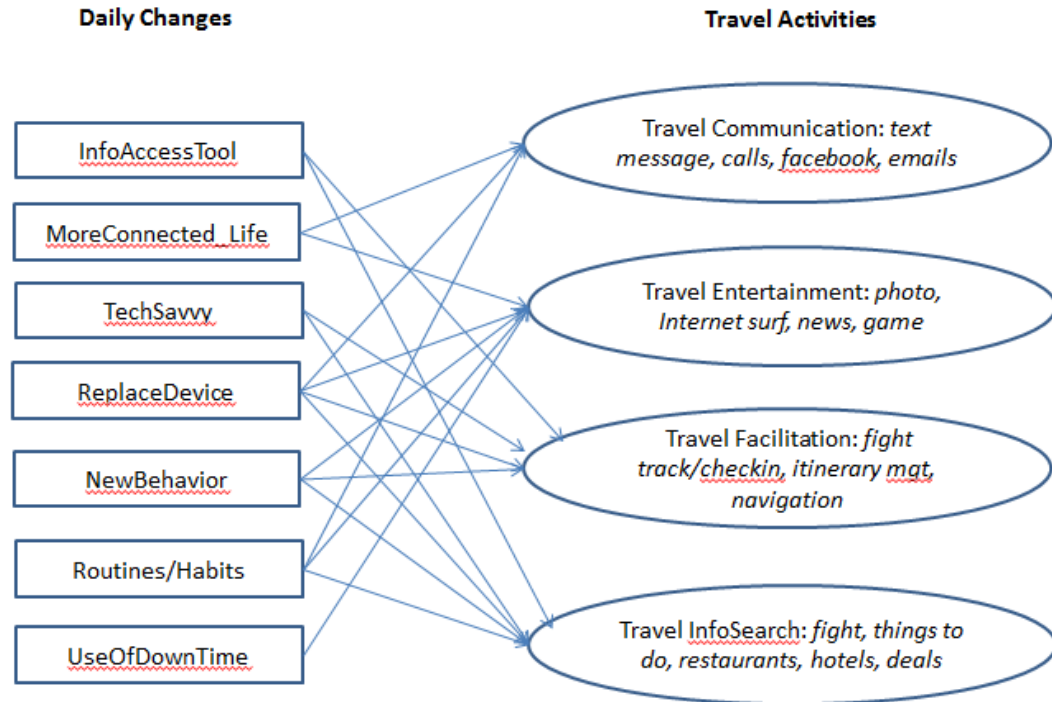 Daily Changes
Travel Activities
InfoAccessTool
MoreConnected_Life
TechSavvy
ReplaceDevice
NewBehavior
Routines/Habits
UseOfDownTime
Travel Communication: text
message, calls, facebook, emails
Travel Entertainment: photo,
Internet surf, news, game
Travel Facilitation: fight
track/checkin, itinerary mgt,
navigation
Travel InfoSearch: fight, things to
do, restaurants, hotels, deals